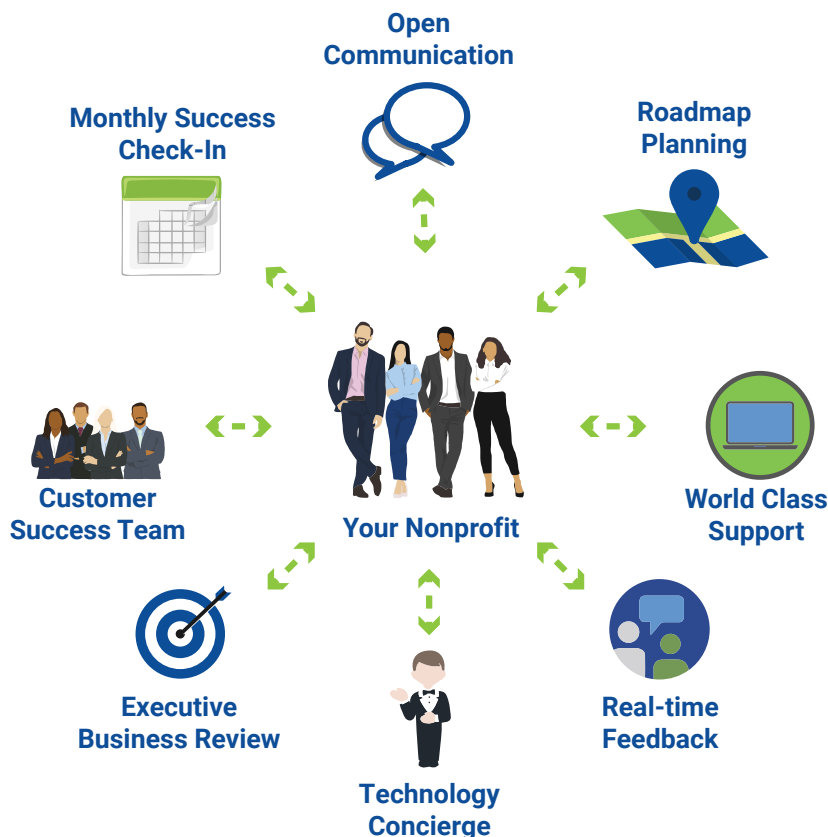 Open
Communication
Monthly Success
Check-In
Roadmap
Planning
Customer
Success Team
Your Nonprofit
World Class
Support
Executive
Business Review
Real-time
Feedback
Technology
Concierge